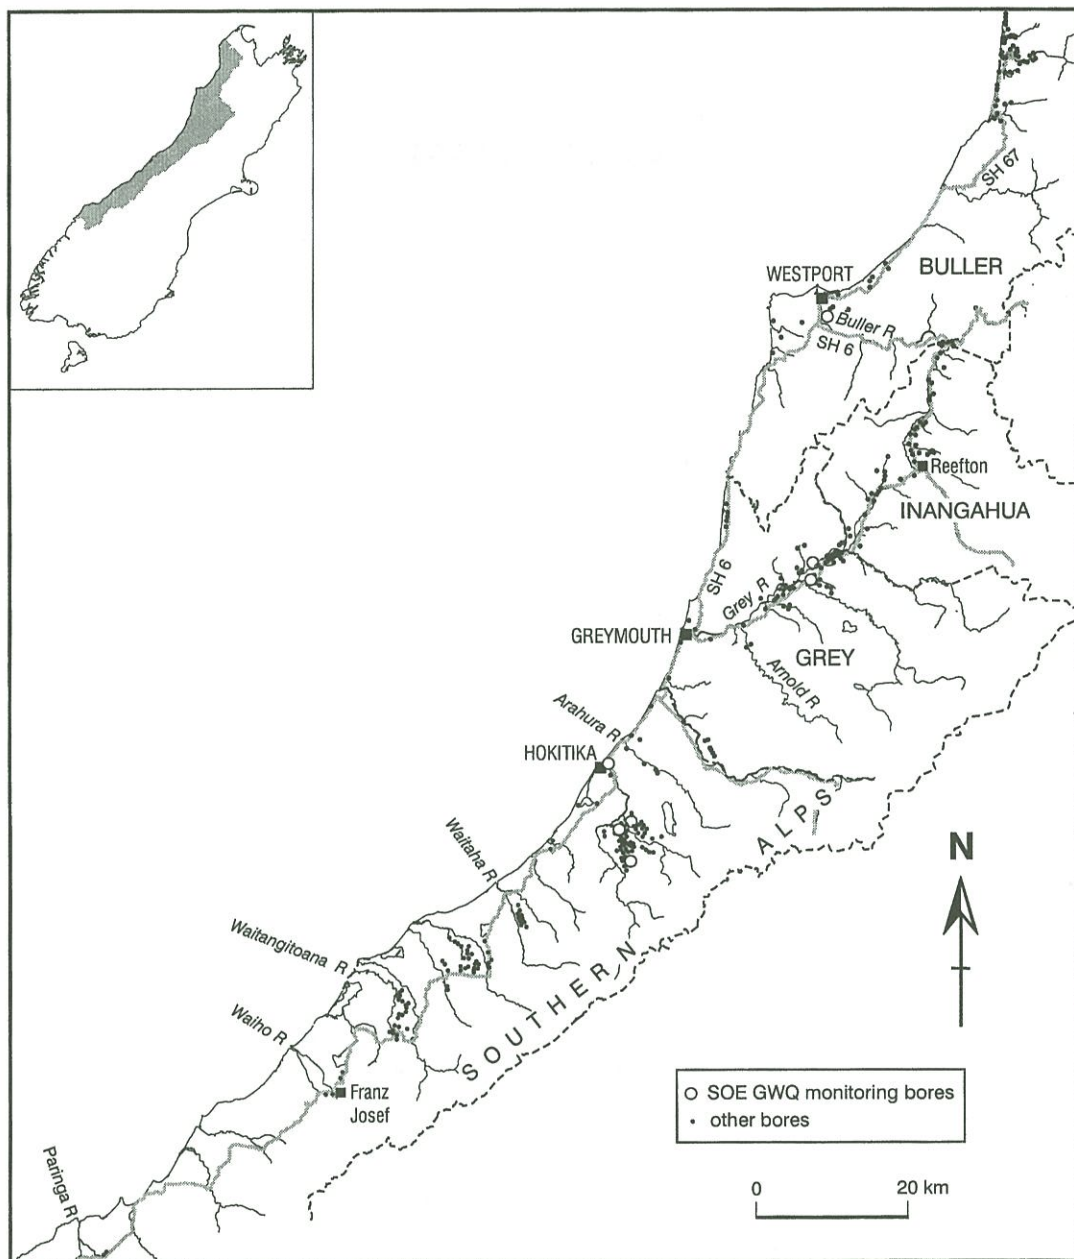 SH 67
BULLER
WESTPORT
Buller R
SH 6
Reefton
INANGAHUA
SH 6
Grey R
GREYMOUTH
GREY
Arnold R
Arahura R
HOKITIKA
SOUTHERN ALPS
Waitaha R
N
Waitangitoana R
Waiho R
Franz
Josef
SOE GWQ monitoring bores
other bores
Paringa R
0 20 km